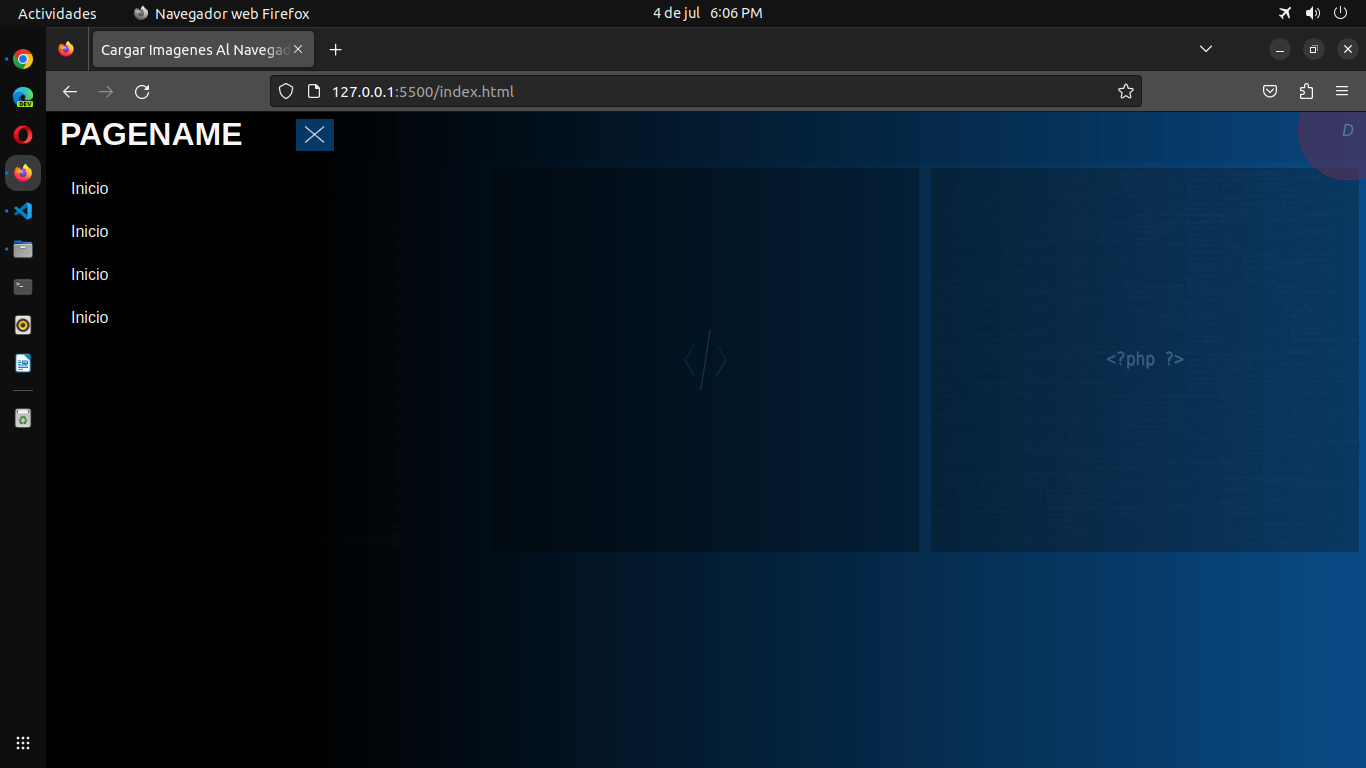 Actividades Navegador web Firefox 4 de jul 6:06 PM
Cargar Imagenes Al Navegad
127.0.0.1:5500/index.html
DEV
PAGENAME
D
Inicio
Inicio
Inicio
Inicio
</>
<?php ?>